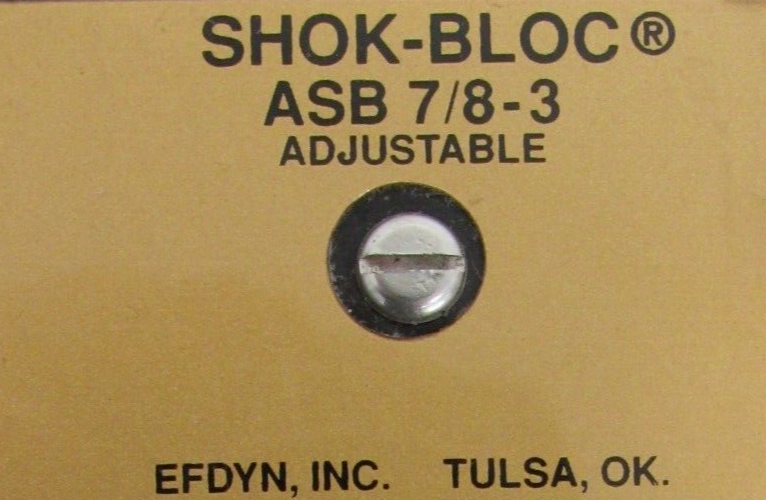 SHOK-BLOC®
ASB 7/8-3
ADJUSTABLE
EFDYN, INC. TULSA, OK.